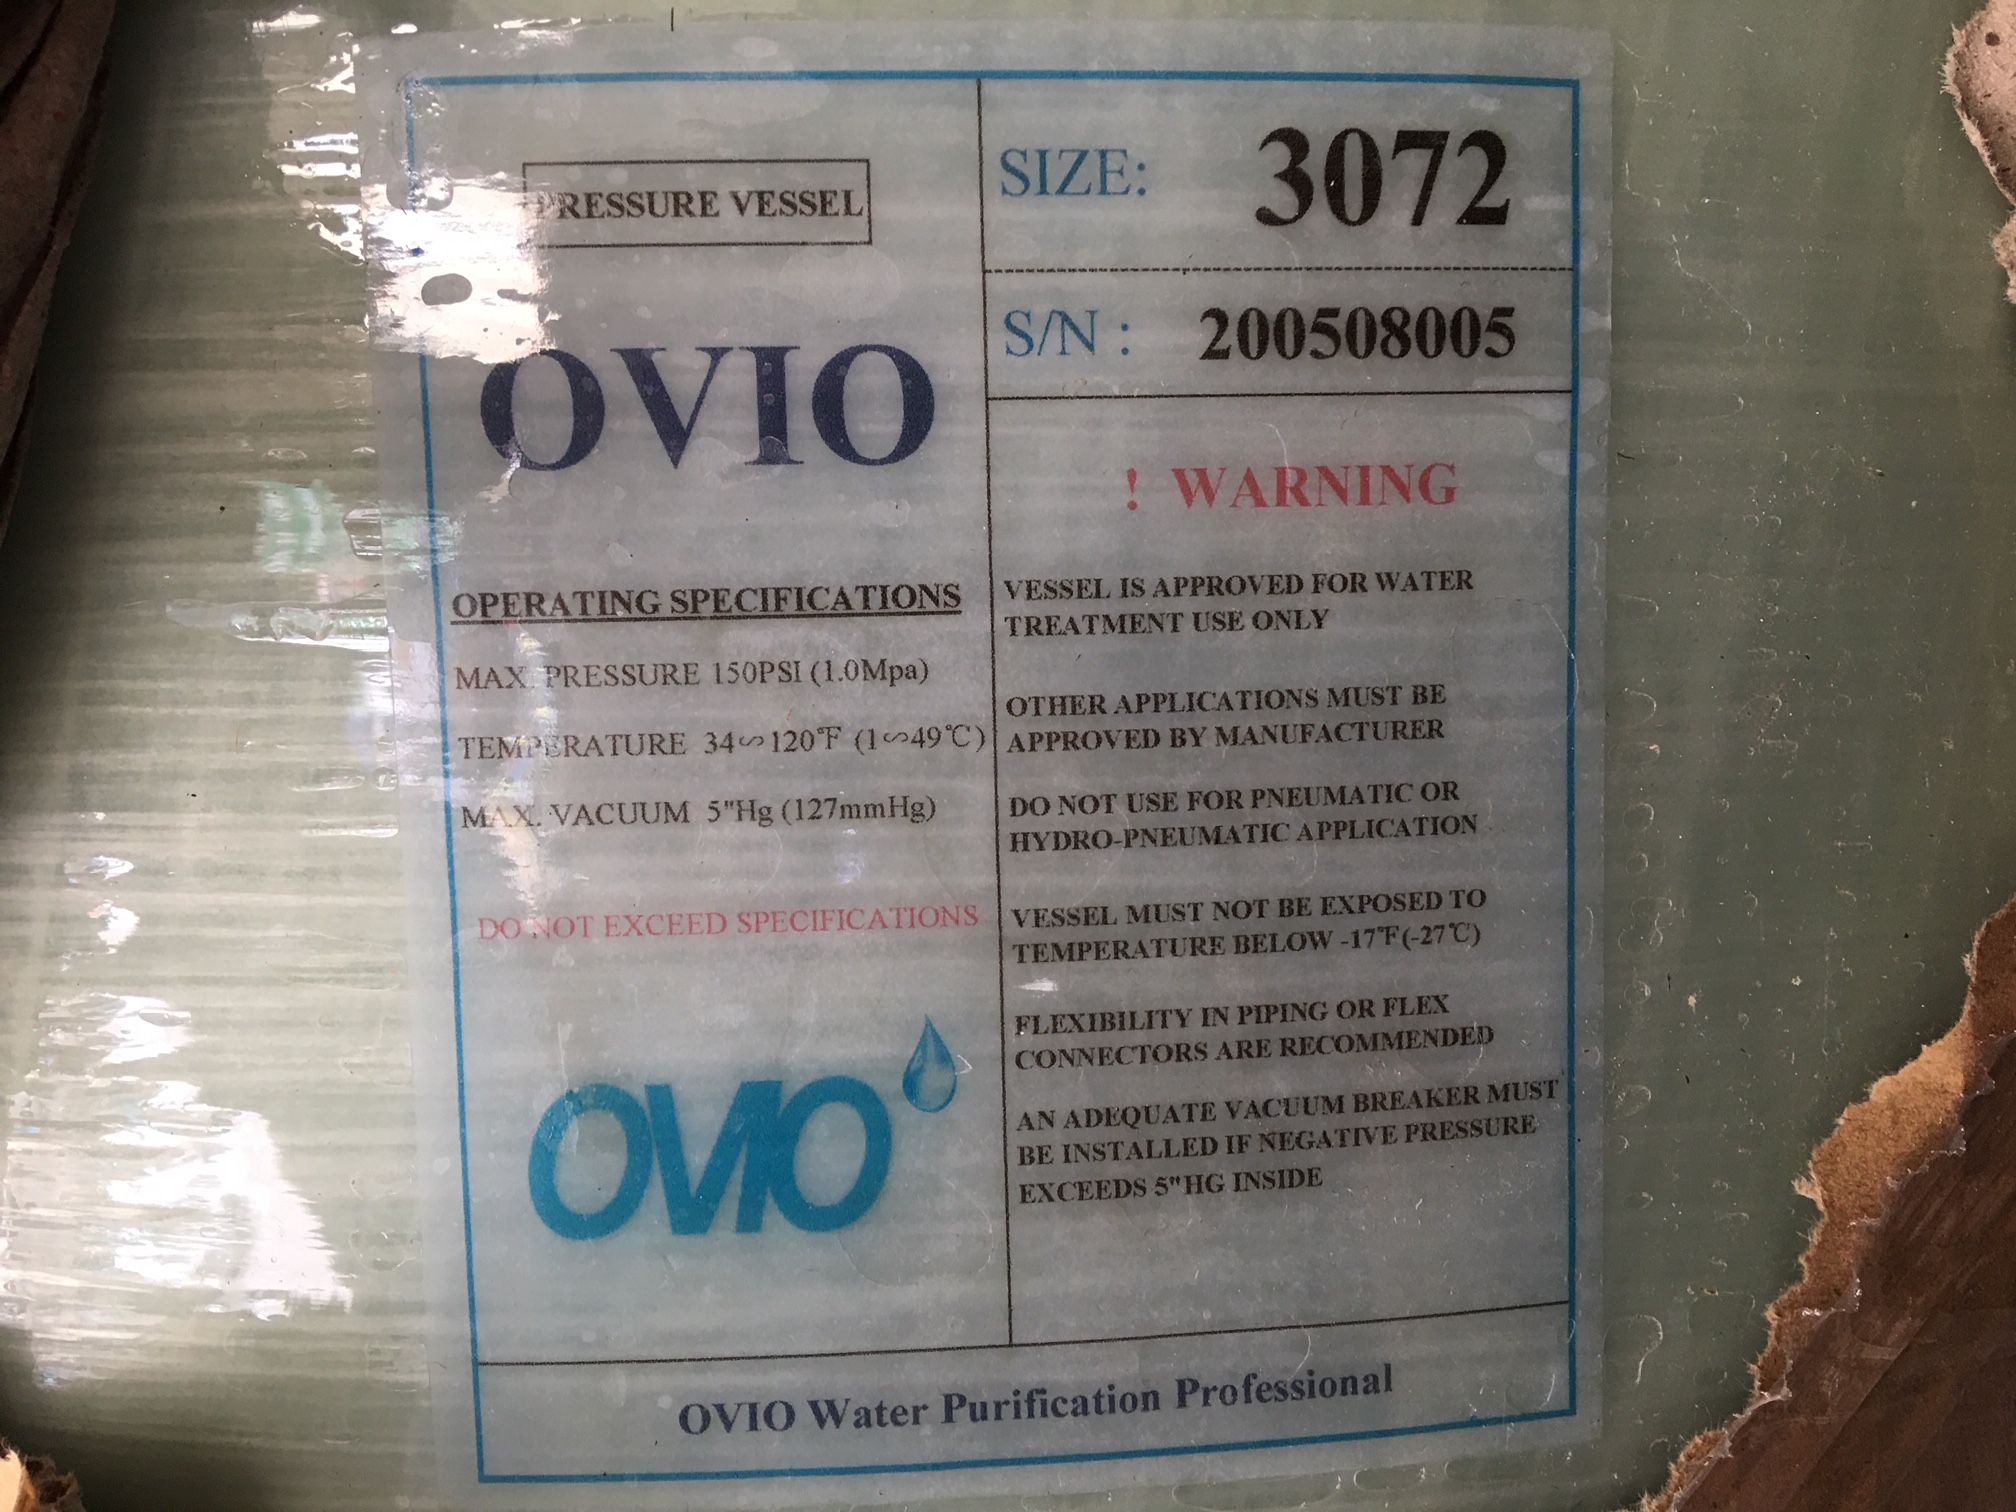 PRESSURE VESSEL
OVIO
OPERATING SPECIFICATIONS
MAX. PRESSURE 150PSI (1.0Mpa)
TEMPERATURE 34∽120℉ (1∽49℃)
MAX. VACUUM 5"Hg (127mmHg)
DO NOT EXCEED SPECIFICATIONS
OVIO
SIZE: 3072
S/N : 200508005
! WARNING
VESSEL IS APPROVED FOR WATER
TREATMENT USE ONLY
OTHER APPLICATIONS MUST BE
APPROVED BY MANUFACTURER
DO NOT USE FOR PNEUMATIC OR
HYDRO-PNEUMATIC APPLICATION
VESSEL MUST NOT BE EXPOSED TO
TEMPERATURE BELOW -17℉(-27℃)
FLEXIBILITY IN PIPING OR FLEX
CONNECTORS ARE RECOMMENDED
AN ADEQUATE VACUUM BREAKER MUST
BE INSTALLED IF NEGATIVE PRESSURE
EXCEEDS 5"HG INSIDE
OVIO Water Purification Professional